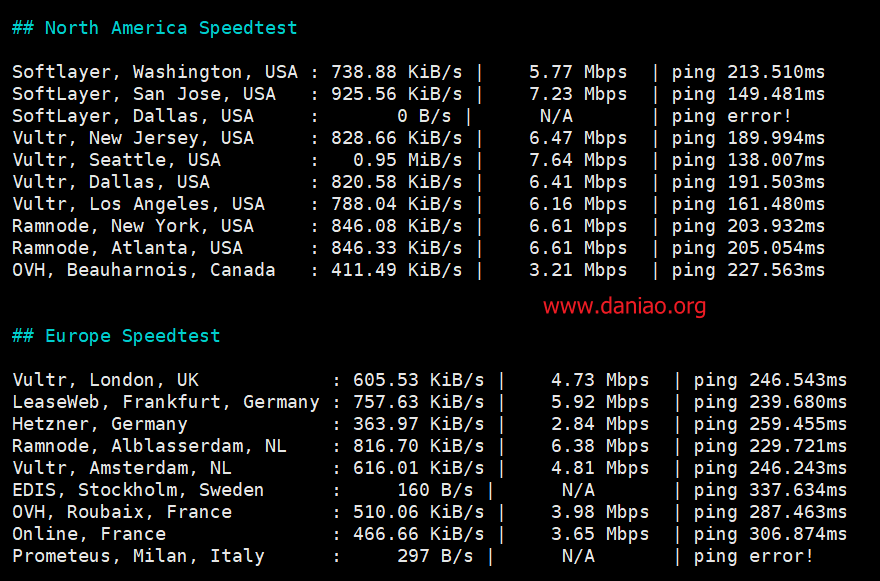 ## North America Speedtest
Softlayer, Washington, USA : 738.88 KiB/s | 5.77 Mbps | ping 213.510ms
SoftLayer, San Jose, USA : 925.56 KiB/s | 7.23 Mbps | ping 149.481ms
SoftLayer, Dallas, USA : 0 B/s | N/A | ping error!
Vultr, New Jersey, USA : 828.66 KiB/s | 6.47 Mbps | ping 189.994ms
Vultr, Seattle, USA : 0.95 MiB/s | 7.64 Mbps | ping 138.007ms
Vultr, Dallas, USA : 820.58 KiB/s | 6.41 Mbps | ping 191.503ms
Vultr, Los Angeles, USA : 788.04 KiB/s | 6.16 Mbps | ping 161.480ms
Ramnode, New York, USA : 846.08 KiB/s | 6.61 Mbps | ping 203.932ms
Ramnode, Atlanta, USA : 846.33 KiB/s | 6.61 Mbps | ping 205.054ms
OVH, Beauharnois, Canada : 411.49 KiB/s | 3.21 Mbps | ping 227.563ms
www.daniao.org
## Europe Speedtest
Vultr, London, UK : 605.53 KiB/s | 4.73 Mbps | ping 246.543ms
LeaseWeb, Frankfurt, Germany : 757.63 KiB/s | 5.92 Mbps | ping 239.680ms
Hetzner, Germany : 363.97 KiB/s | 2.84 Mbps | ping 259.455ms
Ramnode, Alblasserdam, NL : 816.70 KiB/s | 6.38 Mbps | ping 229.721ms
Vultr, Amsterdam, NL : 616.01 KiB/s | 4.81 Mbps | ping 246.243ms
EDIS, Stockholm, Sweden : 160 B/s | N/A | ping 337.634ms
OVH, Roubaix, France : 510.06 KiB/s | 3.98 Mbps | ping 287.463ms
Online, France : 466.66 KiB/s | 3.65 Mbps | ping 306.874ms
Prometeus, Milan, Italy : 297 B/s | N/A | ping error!